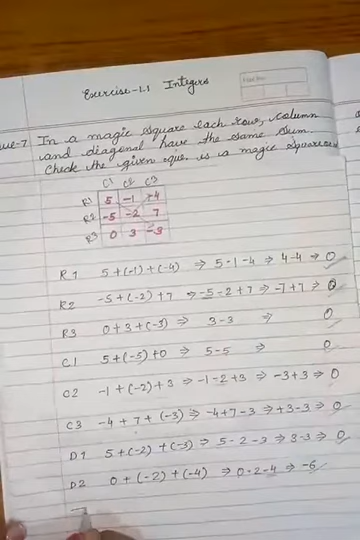 Exercise-1.1 Integers
Que-7 In a magic square each row, column
and diagonal have the same sum.
Check the given que. is a magic square
C1 C2 C3
R1 5 -1 -4
R2 -5 -2 7
R3 0 3 -3
R1 5+(-1)+(-4) ⇒ 5-1-4 ⇒ 4-4 ⇒ 0
R2 -5+(-2)+7 ⇒ -5-2+7 ⇒ -7+7 ⇒ 0
R3 0+3+(-3) ⇒ 3-3 ⇒ 0
C1 5+(-5)+0 ⇒ 5-5 ⇒ 0
C2 -1+(-2)+3 ⇒ -1-2+3 ⇒ -3+3 ⇒ 0
C3 -4+7+(-3) ⇒ -4+7-3 ⇒ +3-3 ⇒ 0
D1 5+(-2)+(-3) ⇒ 5-2-3 ⇒ 3-3 ⇒ 0
D2 0+(-2)+(-4) ⇒ 0-2-4 ⇒ -6